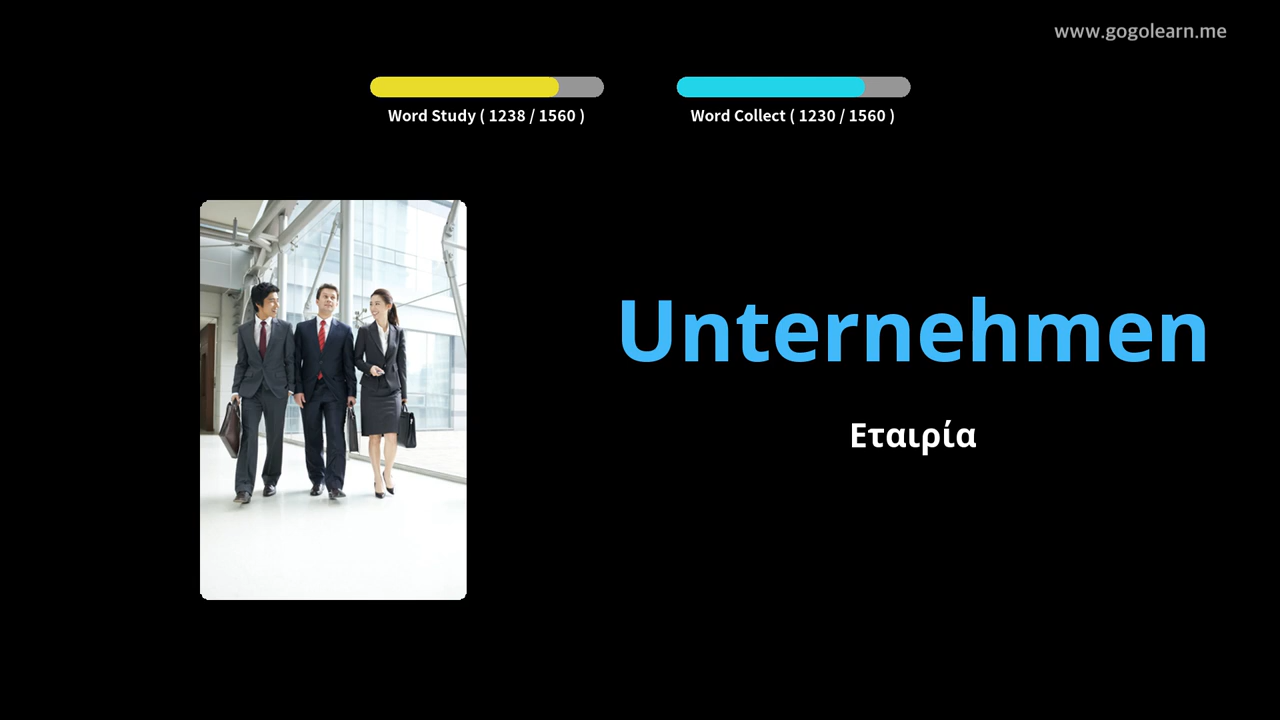 www.gogolearn.me
Word Study ( 1238 / 1560 )
Word Collect ( 1230 / 1560 )
Unternehmen
Εταιρία